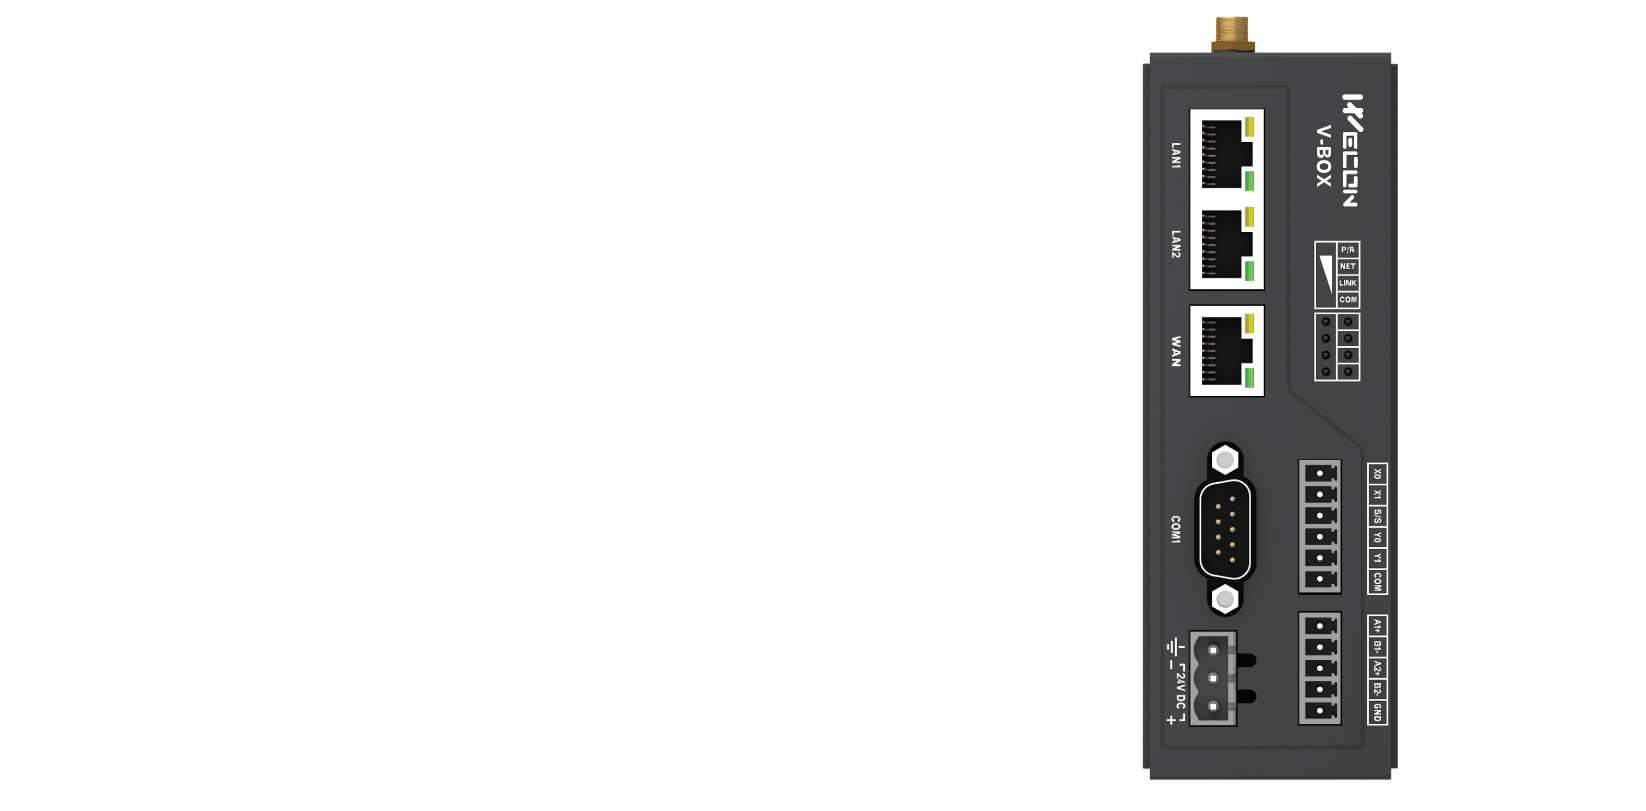 WECON
V-BOX
LAN1
LAN2
WAN
P/R
NET
LINK
COM
COM1
X0
X1
S/S
Y0
Y1
COM
A1+
B1-
A2+
B2-
GND
- 24V DC +